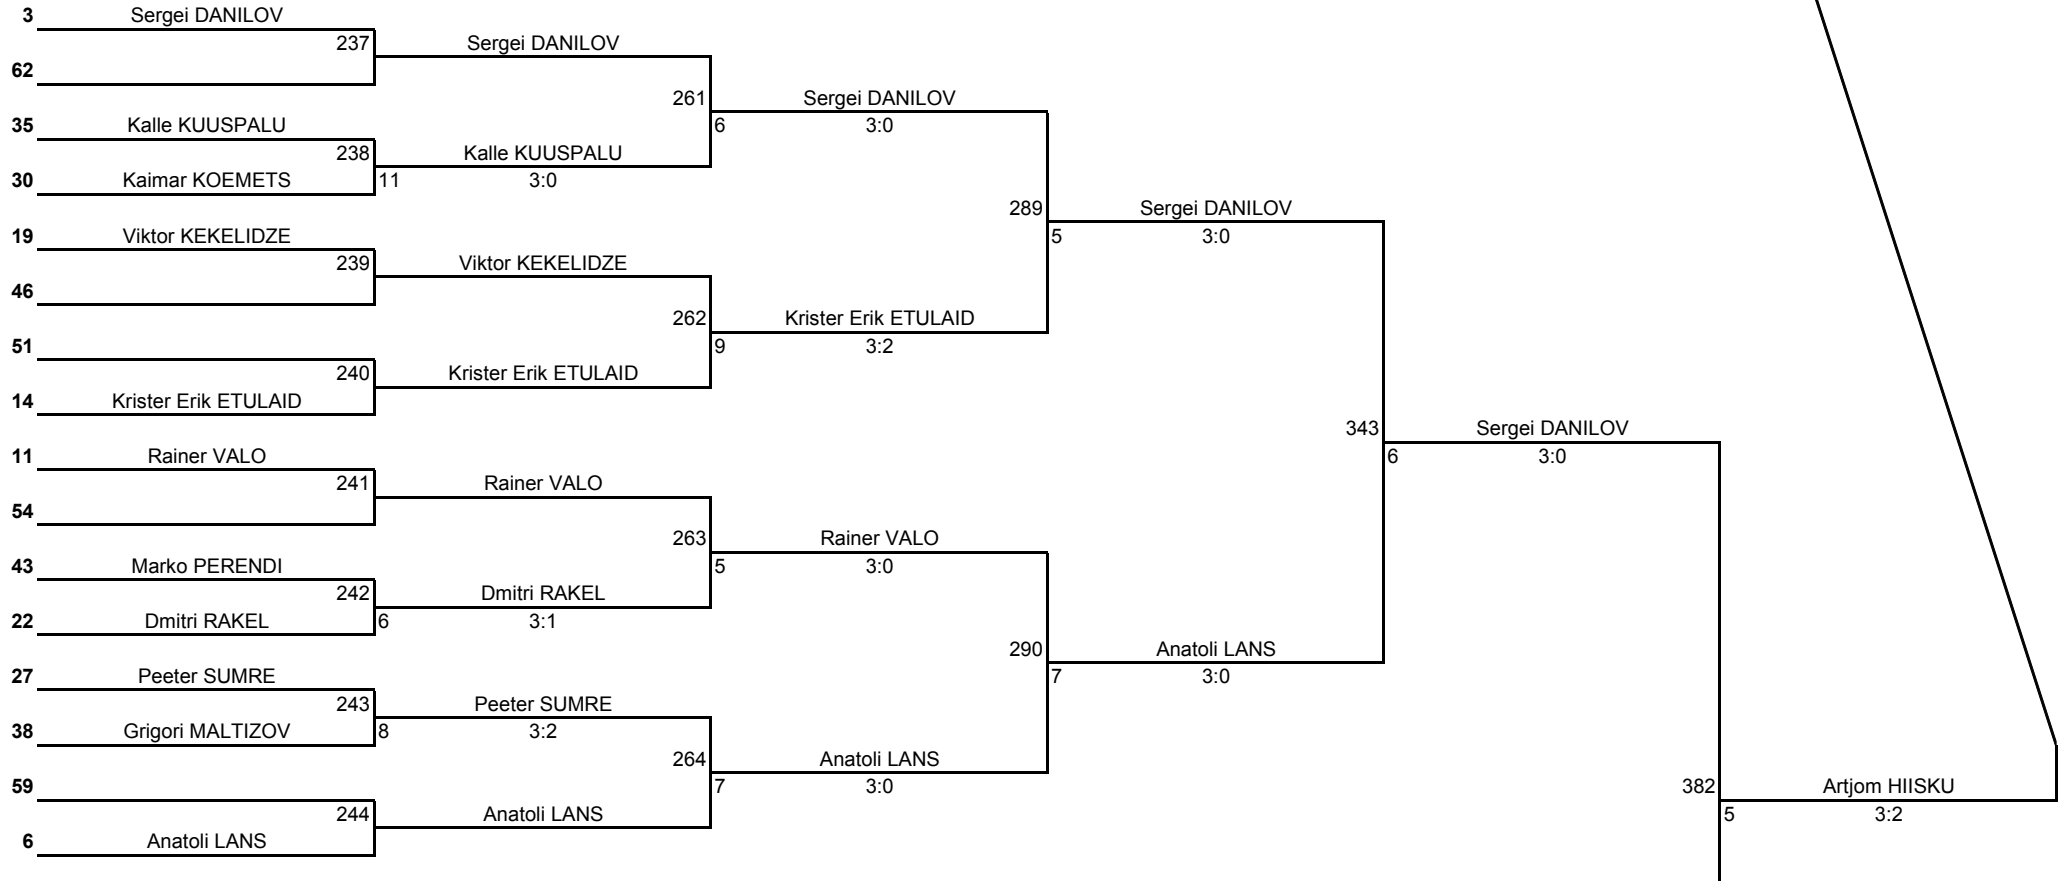 3 Sergei DANILOV
237 Sergei DANILOV
62
261 Sergei DANILOV
35 Kalle KUUSPALU 6 3:0
238 Kalle KUUSPALU
30 Kaimar KOEMETS 11 3:0
289 Sergei DANILOV
19 Viktor KEKELIDZE 5 3:0
239 Viktor KEKELIDZE
46
262 Krister Erik ETULAID
51 9 3:2
240 Krister Erik ETULAID
14 Krister Erik ETULAID
343 Sergei DANILOV
11 Rainer VALO 6 3:0
241 Rainer VALO
54
263 Rainer VALO
43 Marko PERENDI 5 3:0
242 Dmitri RAKEL
22 Dmitri RAKEL 6 3:1
290 Anatoli LANS
27 Peeter SUMRE 7 3:0
243 Peeter SUMRE
38 Grigori MALTIZOV 8 3:2
264 Anatoli LANS
59 7 3:0 382 Artjom HIISKU
244 Anatoli LANS 5 3:2
6 Anatoli LANS